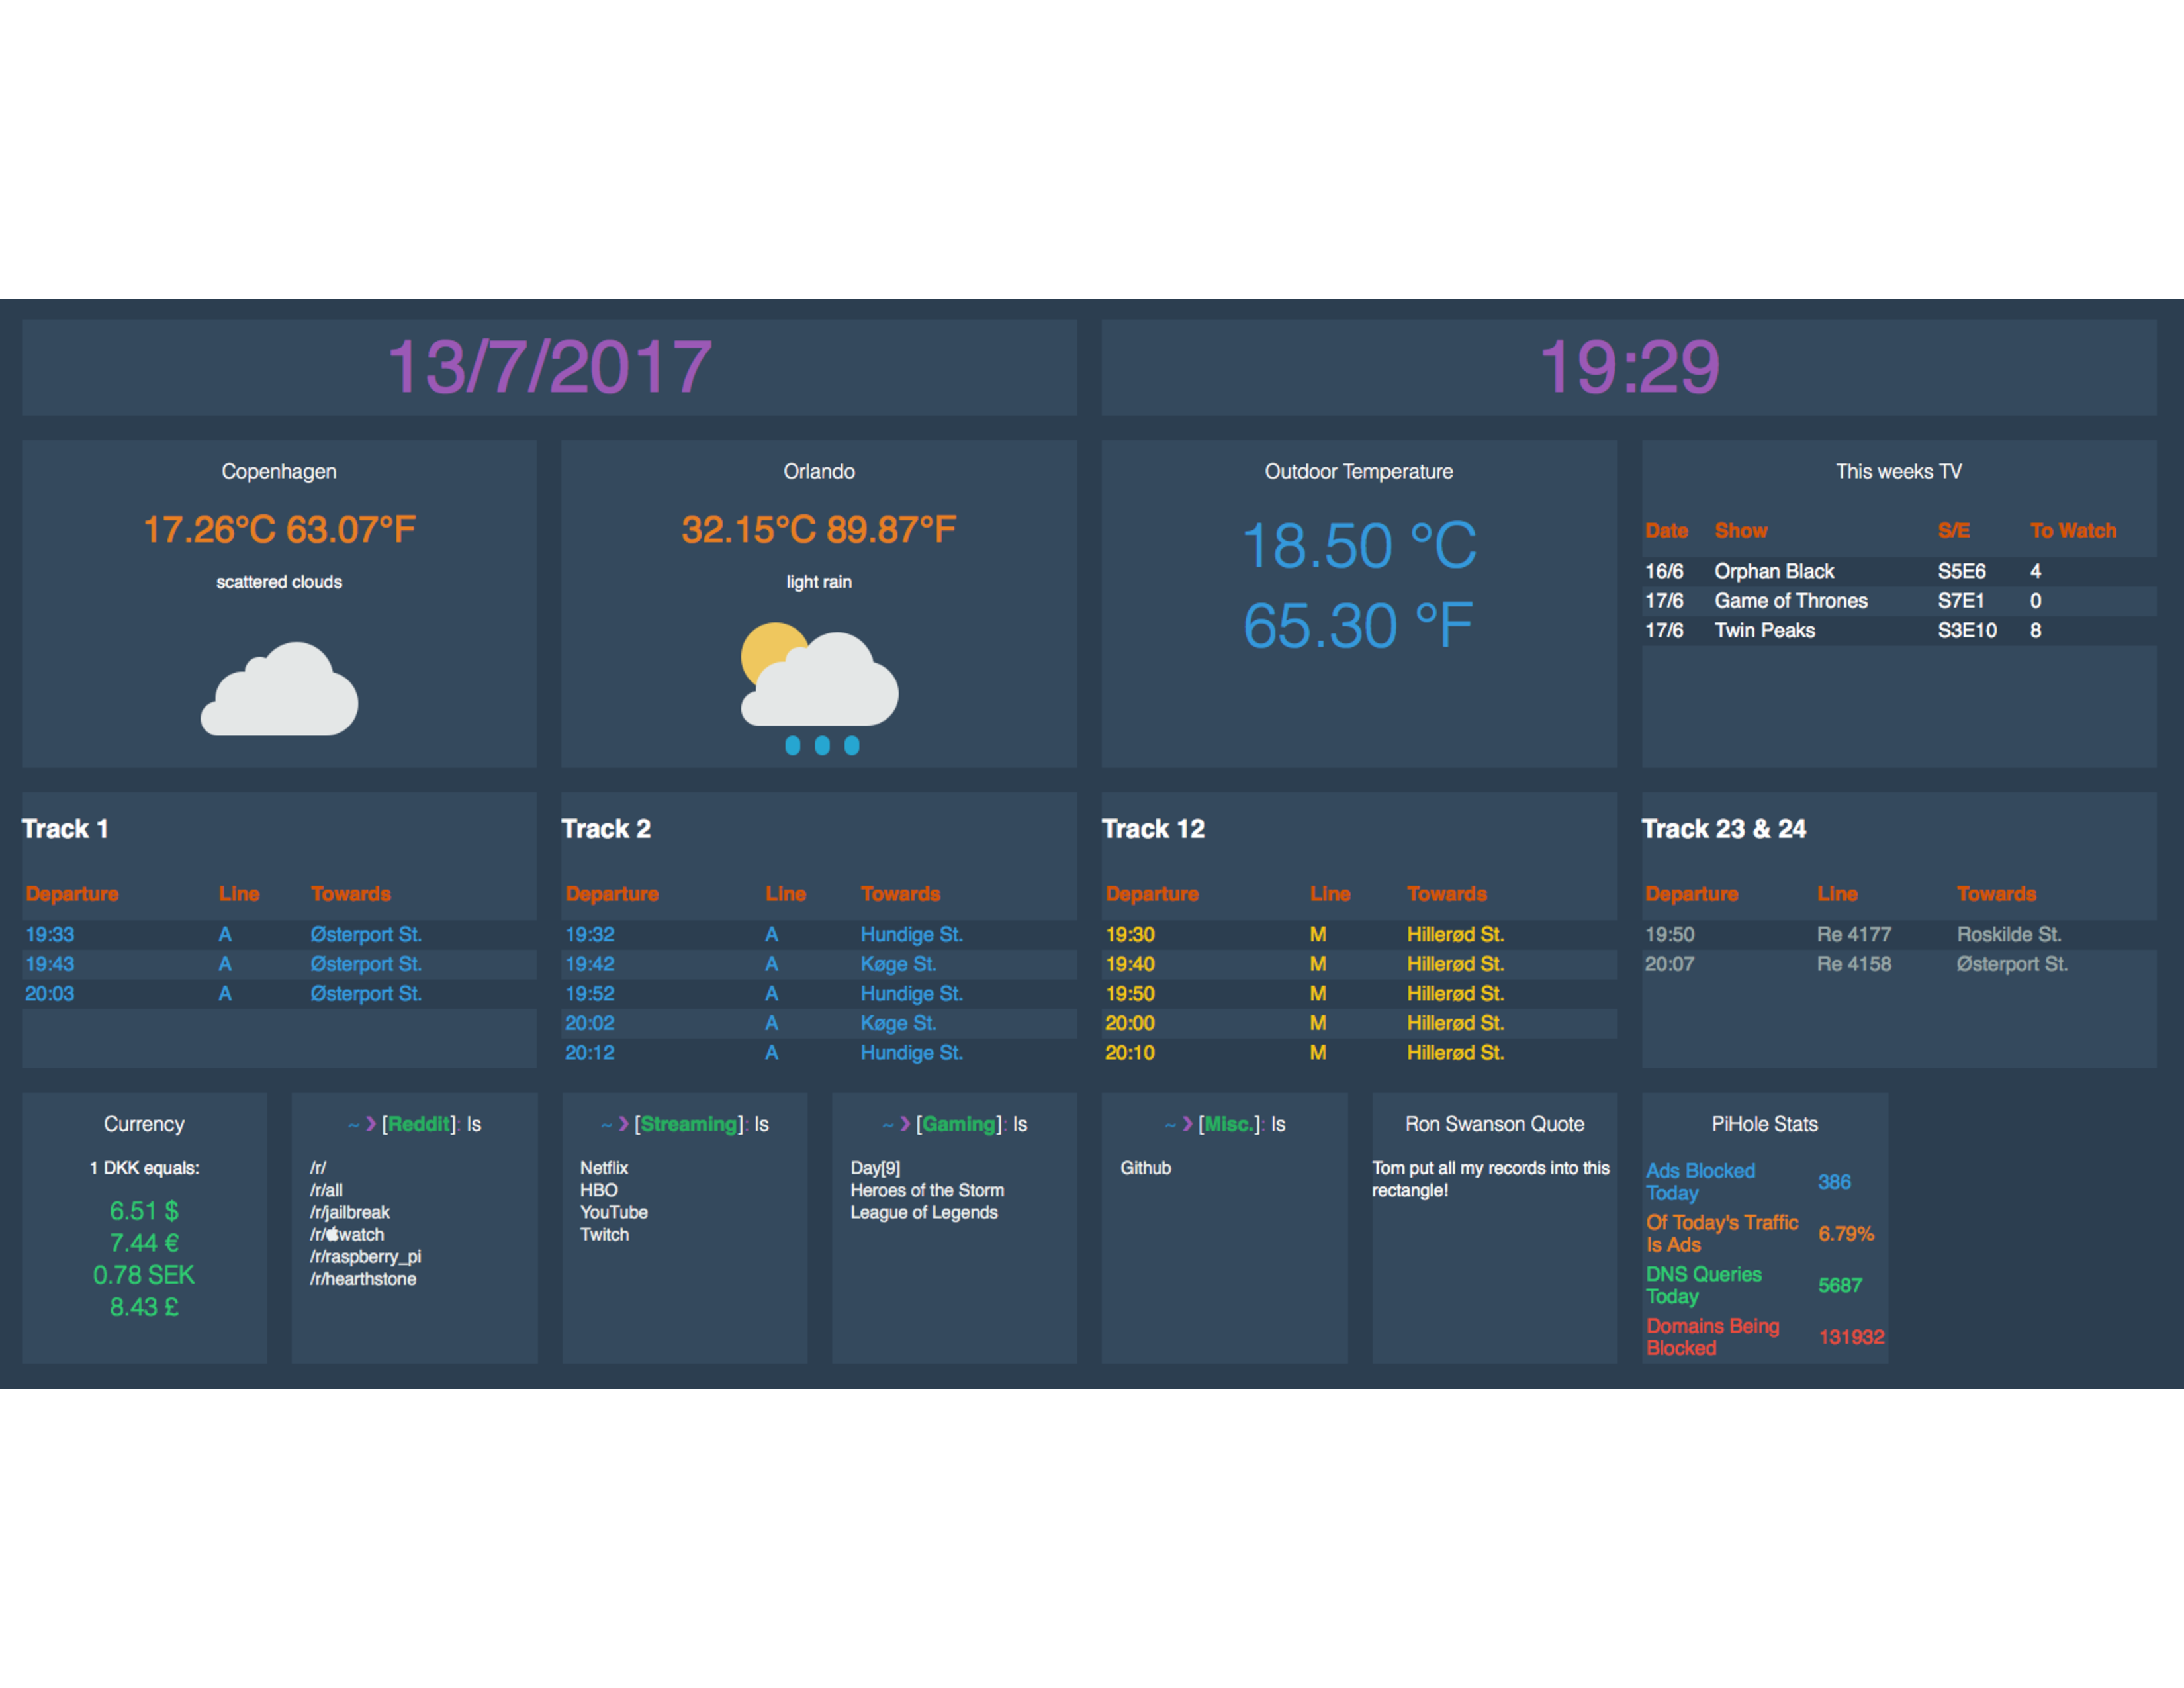 13/7/2017
19:29
Copenhagen
17.26°C 63.07°F
scattered clouds
Orlando
32.15°C 89.87°F
light rain
Outdoor Temperature
18.50 °C
65.30 °F
This weeks TV
Date Show S/E To Watch
16/6 Orphan Black S5E6 4
17/6 Game of Thrones S7E1 0
17/6 Twin Peaks S3E10 8
Track 1
Departure Line Towards
19:33 A Østerport St.
19:43 A Østerport St.
20:03 A Østerport St.
Track 2
Departure Line Towards
19:32 A Hundige St.
19:42 A Køge St.
19:52 A Hundige St.
20:02 A Køge St.
20:12 A Hundige St.
Track 12
Departure Line Towards
19:30 M Hillerød St.
19:40 M Hillerød St.
19:50 M Hillerød St.
20:00 M Hillerød St.
20:10 M Hillerød St.
Track 23 & 24
Departure Line Towards
19:50 Re 4177 Roskilde St.
20:07 Re 4158 Østerport St.
Currency
1 DKK equals:
6.51 $
7.44 €
0.78 SEK
8.43 £
~ ❯ [Reddit]: ls
/r/
/r/all
/r/jailbreak
/r/watch
/r/raspberry_pi
/r/hearthstone
~ ❯ [Streaming]: ls
Netflix
HBO
YouTube
Twitch
~ ❯ [Gaming]: ls
Day[9]
Heroes of the Storm
League of Legends
~ ❯ [Misc.]: ls
Github
Ron Swanson Quote
Tom put all my records into this
rectangle!
PiHole Stats
Ads Blocked
Today 386
Of Today's Traffic
Is Ads 6.79%
DNS Queries
Today 5687
Domains Being
Blocked 131932